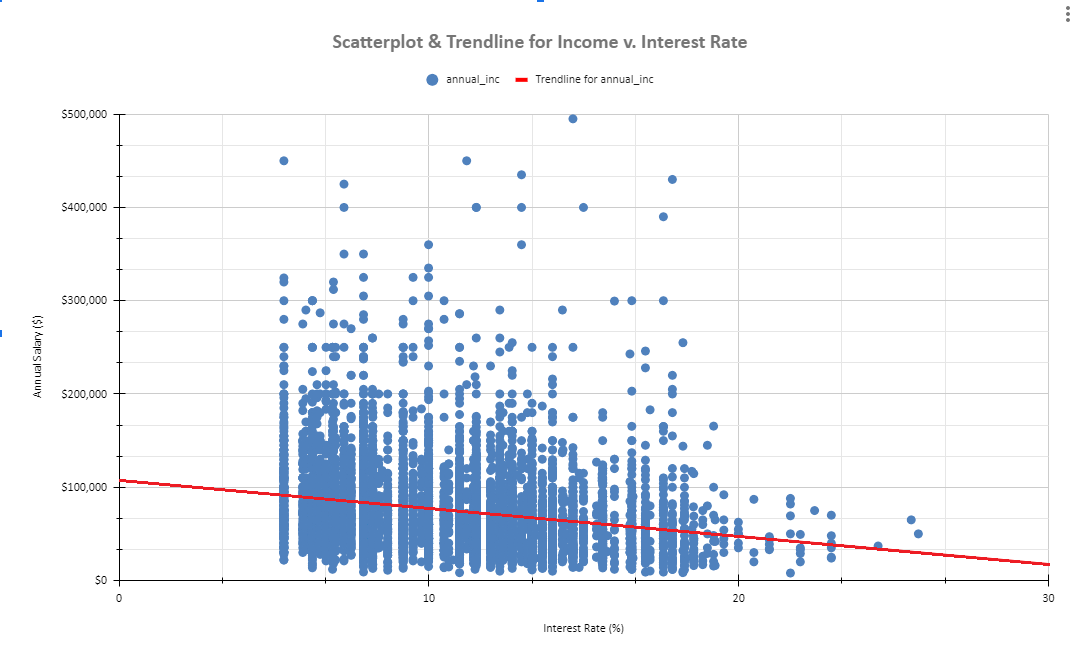 Scatterplot & Trendline for Income v. Interest Rate
annual_inc Trendline for annual_inc
$500,000
$400,000
$300,000
$200,000
$100,000
$0
Annual Salary ($)
0 10 20 30
Interest Rate (%)